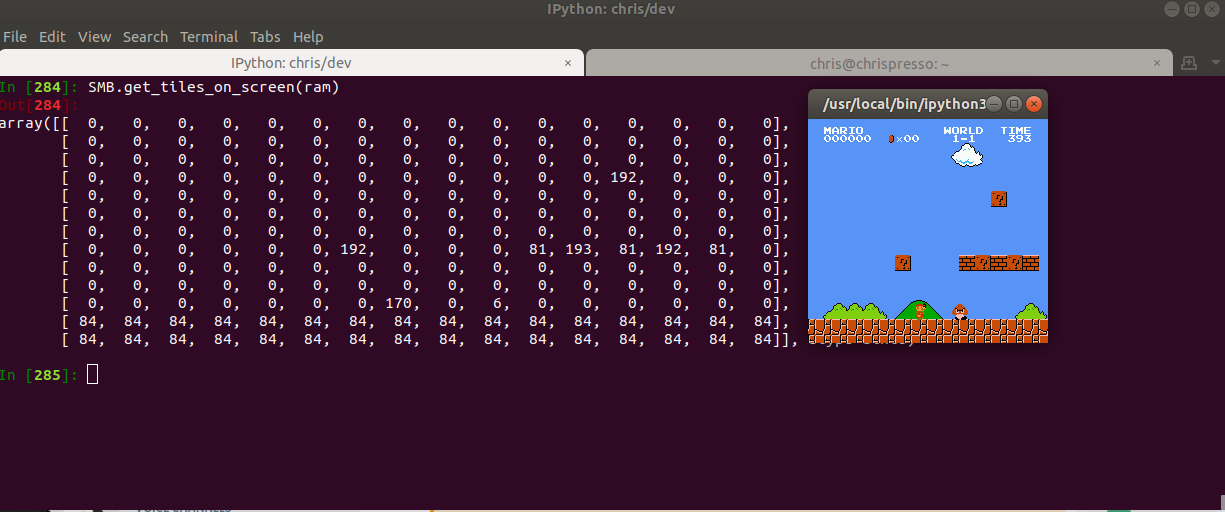 IPython: chris/dev
File Edit View Search Terminal Tabs Help
IPython: chris/dev × chris@chrispresso: ~ ×
In [284]: SMB.get_tiles_on_screen(ram)
Out[284]:
array([[ 0, 0, 0, 0, 0, 0, 0, 0, 0, 0, 0, 0, 0, 0, 0, 0],
[ 0, 0, 0, 0, 0, 0, 0, 0, 0, 0, 0, 0, 0, 0, 0, 0],
[ 0, 0, 0, 0, 0, 0, 0, 0, 0, 0, 0, 0, 0, 0, 0, 0],
[ 0, 0, 0, 0, 0, 0, 0, 0, 0, 0, 0, 0, 192, 0, 0, 0],
[ 0, 0, 0, 0, 0, 0, 0, 0, 0, 0, 0, 0, 0, 0, 0, 0],
[ 0, 0, 0, 0, 0, 0, 0, 0, 0, 0, 0, 0, 0, 0, 0, 0],
[ 0, 0, 0, 0, 0, 0, 0, 0, 0, 0, 0, 0, 0, 0, 0, 0],
[ 0, 0, 0, 0, 0, 0, 192, 0, 0, 0, 81, 193, 81, 192, 81, 0],
[ 0, 0, 0, 0, 0, 0, 0, 0, 0, 0, 0, 0, 0, 0, 0, 0],
[ 0, 0, 0, 0, 0, 0, 0, 0, 0, 0, 0, 0, 0, 0, 0, 0],
[ 0, 0, 0, 0, 0, 0, 0, 170, 0, 6, 0, 0, 0, 0, 0, 0],
[ 84, 84, 84, 84, 84, 84, 84, 84, 84, 84, 84, 84, 84, 84, 84, 84],
[ 84, 84, 84, 84, 84, 84, 84, 84, 84, 84, 84, 84, 84, 84, 84, 84]],
In [285]:
/usr/local/bin/ipython3
MARIO WORLD TIME
000000 ×00 1-1 393
?
? ? ?